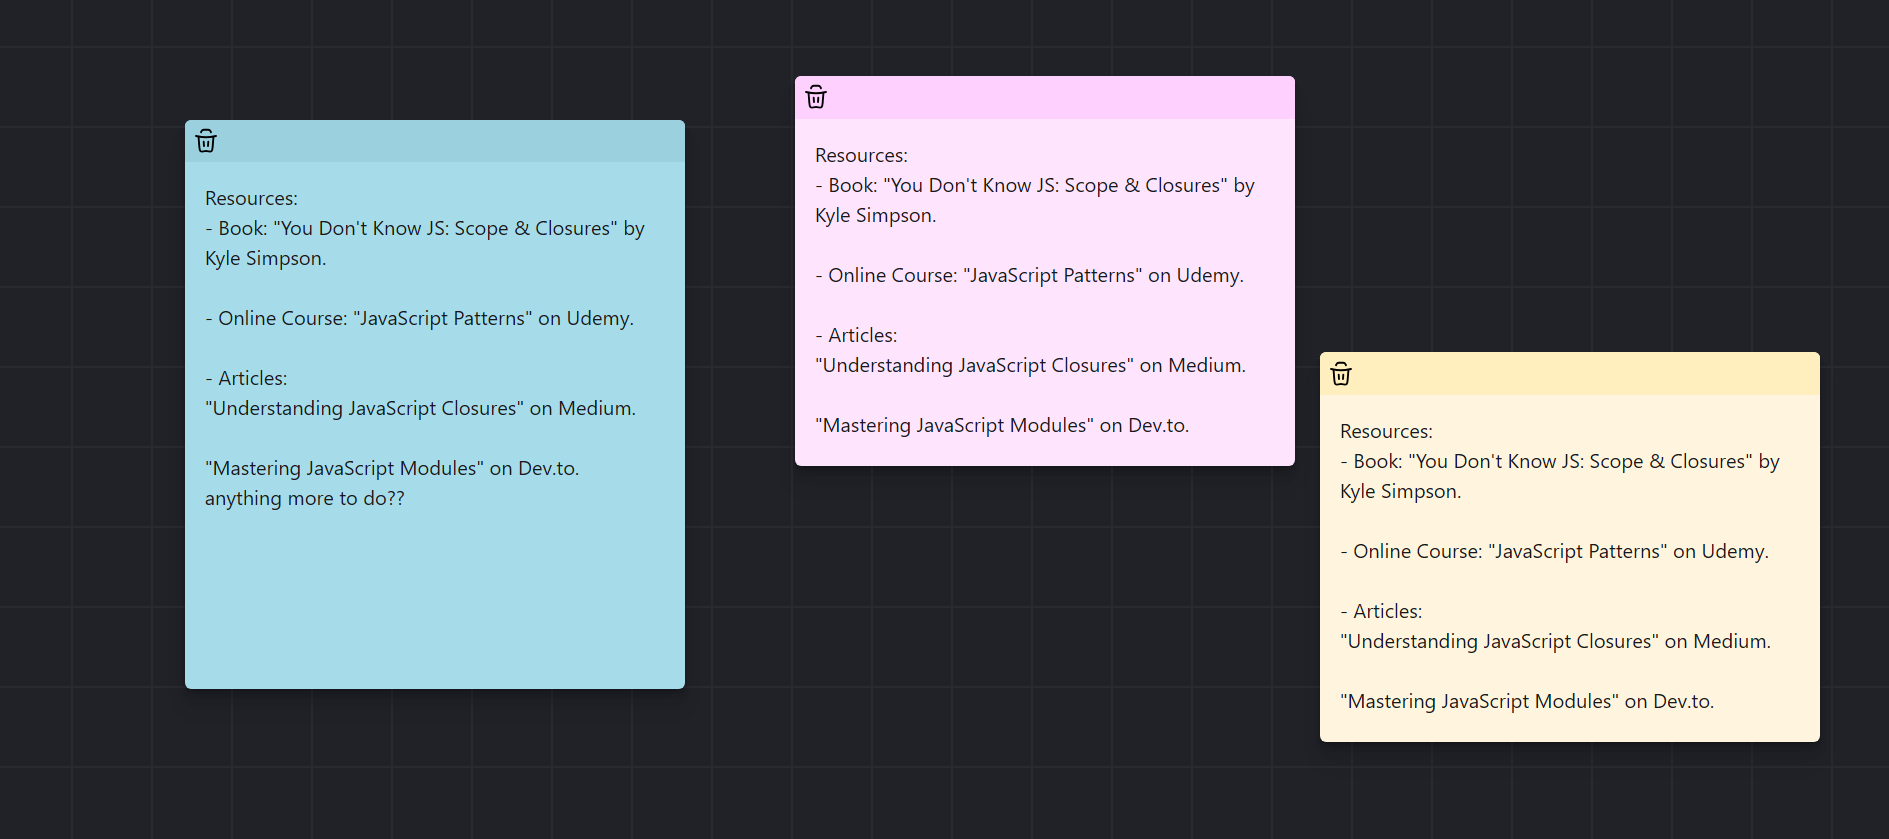 Resources:
- Book: "You Don't Know JS: Scope & Closures" by
Kyle Simpson.
- Online Course: "JavaScript Patterns" on Udemy.
- Articles:
"Understanding JavaScript Closures" on Medium.
"Mastering JavaScript Modules" on Dev.to.
anything more to do??
Resources:
- Book: "You Don't Know JS: Scope & Closures" by
Kyle Simpson.
- Online Course: "JavaScript Patterns" on Udemy.
- Articles:
"Understanding JavaScript Closures" on Medium.
"Mastering JavaScript Modules" on Dev.to.
Resources:
- Book: "You Don't Know JS: Scope & Closures" by
Kyle Simpson.
- Online Course: "JavaScript Patterns" on Udemy.
- Articles:
"Understanding JavaScript Closures" on Medium.
"Mastering JavaScript Modules" on Dev.to.